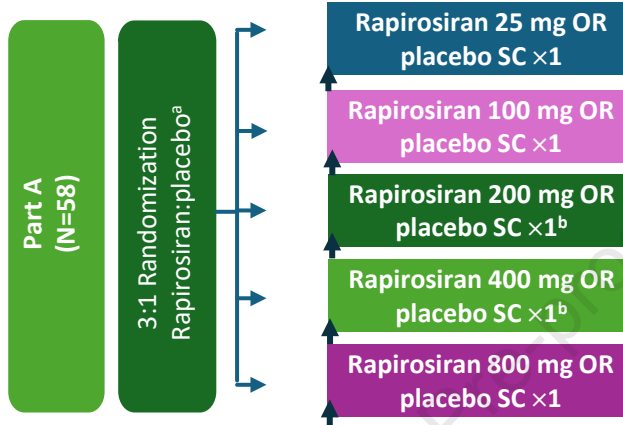 Part A
(N=58)
3:1 Randomization
Rapirosiran:placeboᵃ
Rapirosiran 25 mg OR
placebo SC ×1
Rapirosiran 100 mg OR
placebo SC ×1
Rapirosiran 200 mg OR
placebo SC ×1ᵇ
Rapirosiran 400 mg OR
placebo SC ×1ᵇ
Rapirosiran 800 mg OR
placebo SC ×1